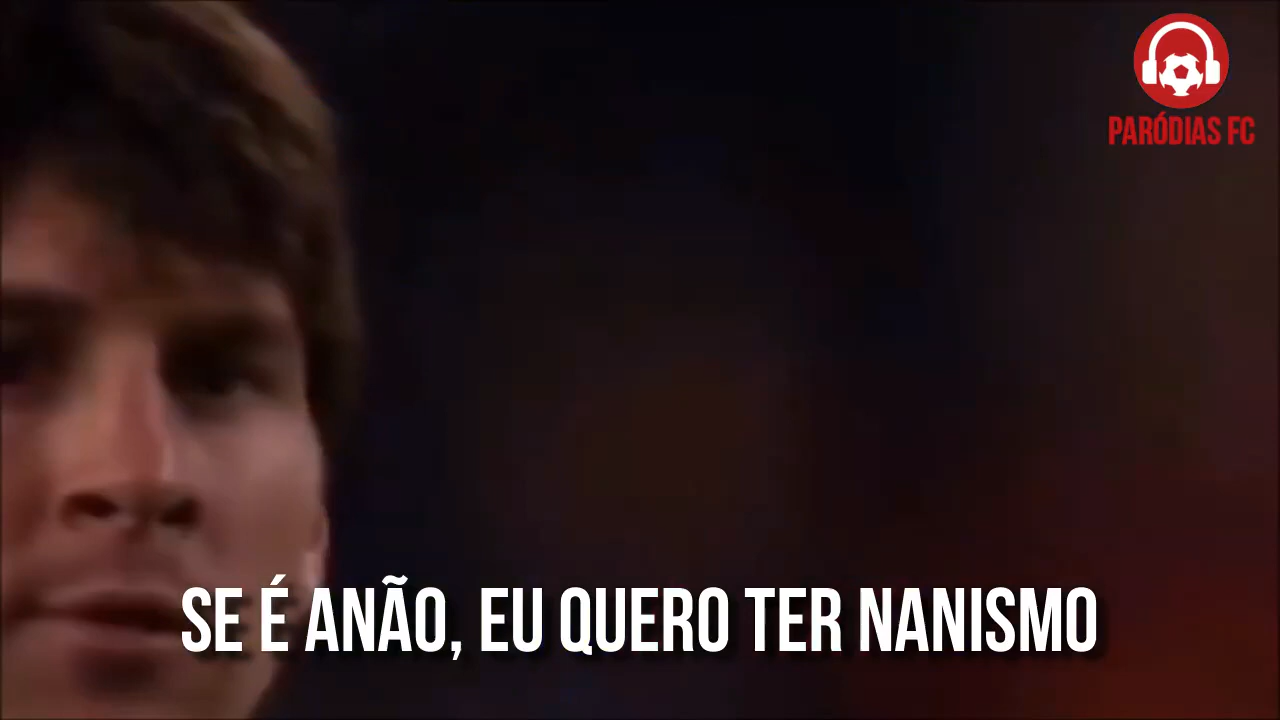 PARÓDIAS FC
SE É ANÃO, EU QUERO TER NANISMO